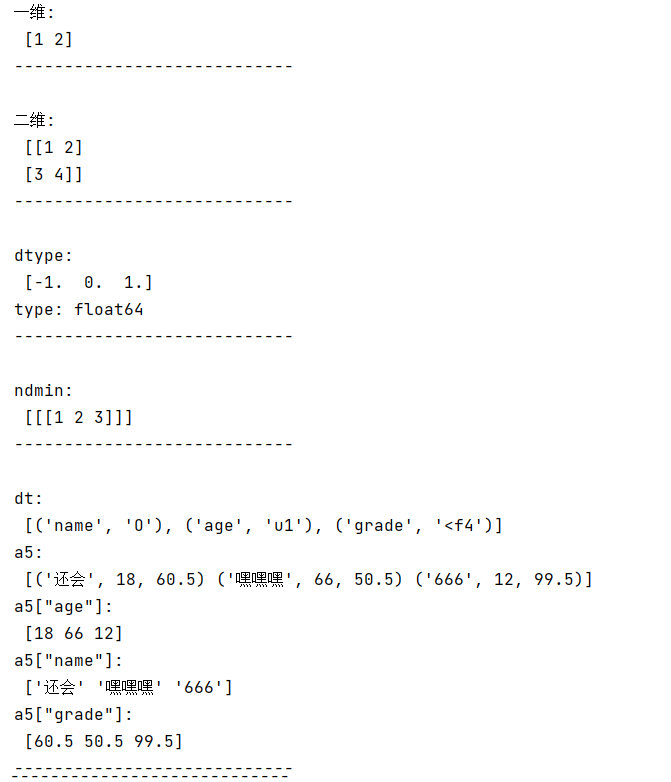 一维:
 [1 2]
----------------------------

二维:
 [[1 2]
 [3 4]]
----------------------------

dtype:
 [-1.  0.  1.]
type: float64
----------------------------

ndmin:
 [[[1 2 3]]]
----------------------------

dt:
 [('name', 'O'), ('age', 'u1'), ('grade', '<f4')]
a5:
 [('还会', 18, 60.5) ('嘿嘿嘿', 66, 50.5) ('666', 12, 99.5)]
a5["age"]:
 [18 66 12]
a5["name"]:
 ['还会' '嘿嘿嘿' '666']
a5["grade"]:
 [60.5 50.5 99.5]
----------------------------
----------------------------